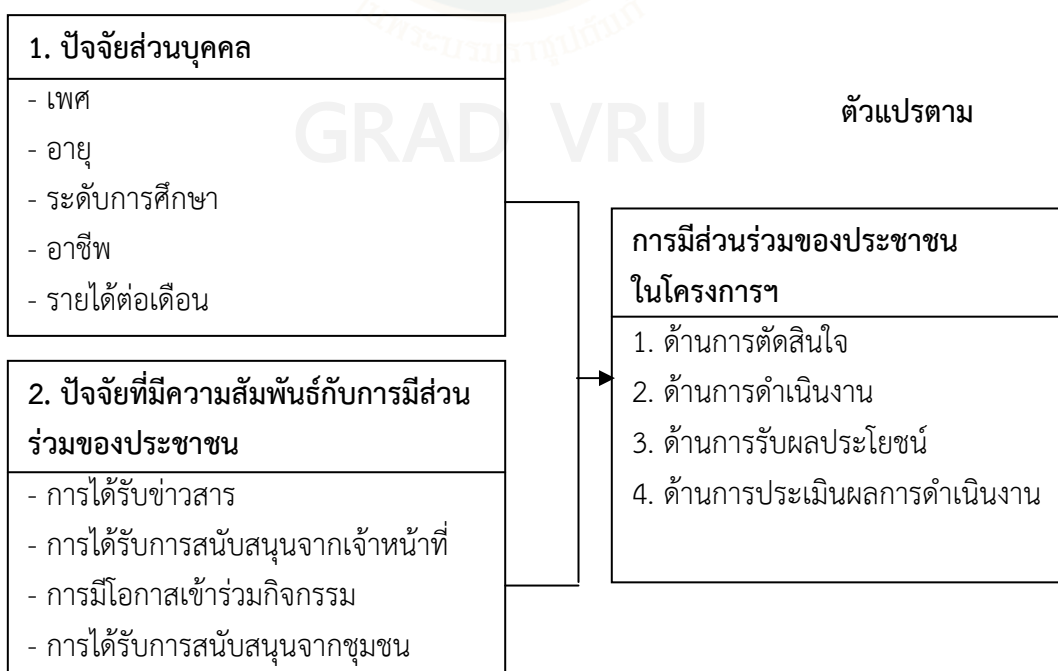 1. ปัจจัยส่วนบุคคล
- เพศ
- อายุ
- ระดับการศึกษา
- อาชีพ
- รายได้ต่อเดือน
2. ปัจจัยที่มีความสัมพันธ์กับการมีส่วน
ร่วมของประชาชน
- การได้รับข่าวสาร
- การได้รับการสนับสนุนจากเจ้าหน้าที่
- การมีโอกาสเข้าร่วมกิจกรรม
- การได้รับการสนับสนุนจากชุมชน
GRAD VRU
ตัวแปรตาม
การมีส่วนร่วมของประชาชน
ในโครงการฯ
1. ด้านการตัดสินใจ
2. ด้านการดำเนินงาน
3. ด้านการรับผลประโยชน์
4. ด้านการประเมินผลการดำเนินงาน